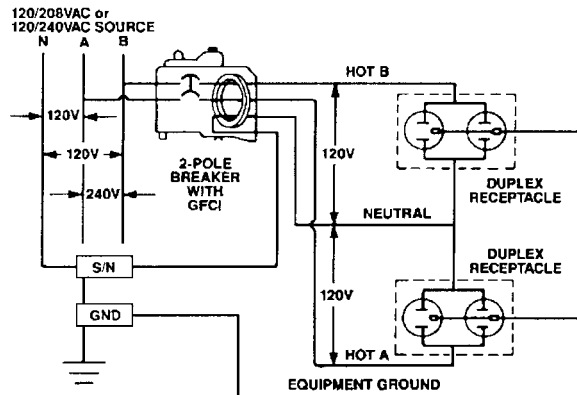 120/208VAC or
120/240VAC SOURCE
N A B
HOT B
120V
120V
240V
2-POLE
BREAKER
WITH
GFCI
120V
DUPLEX
RECEPTACLE
NEUTRAL
DUPLEX
RECEPTACLE
S/N
120V
GND
HOT A
EQUIPMENT GROUND